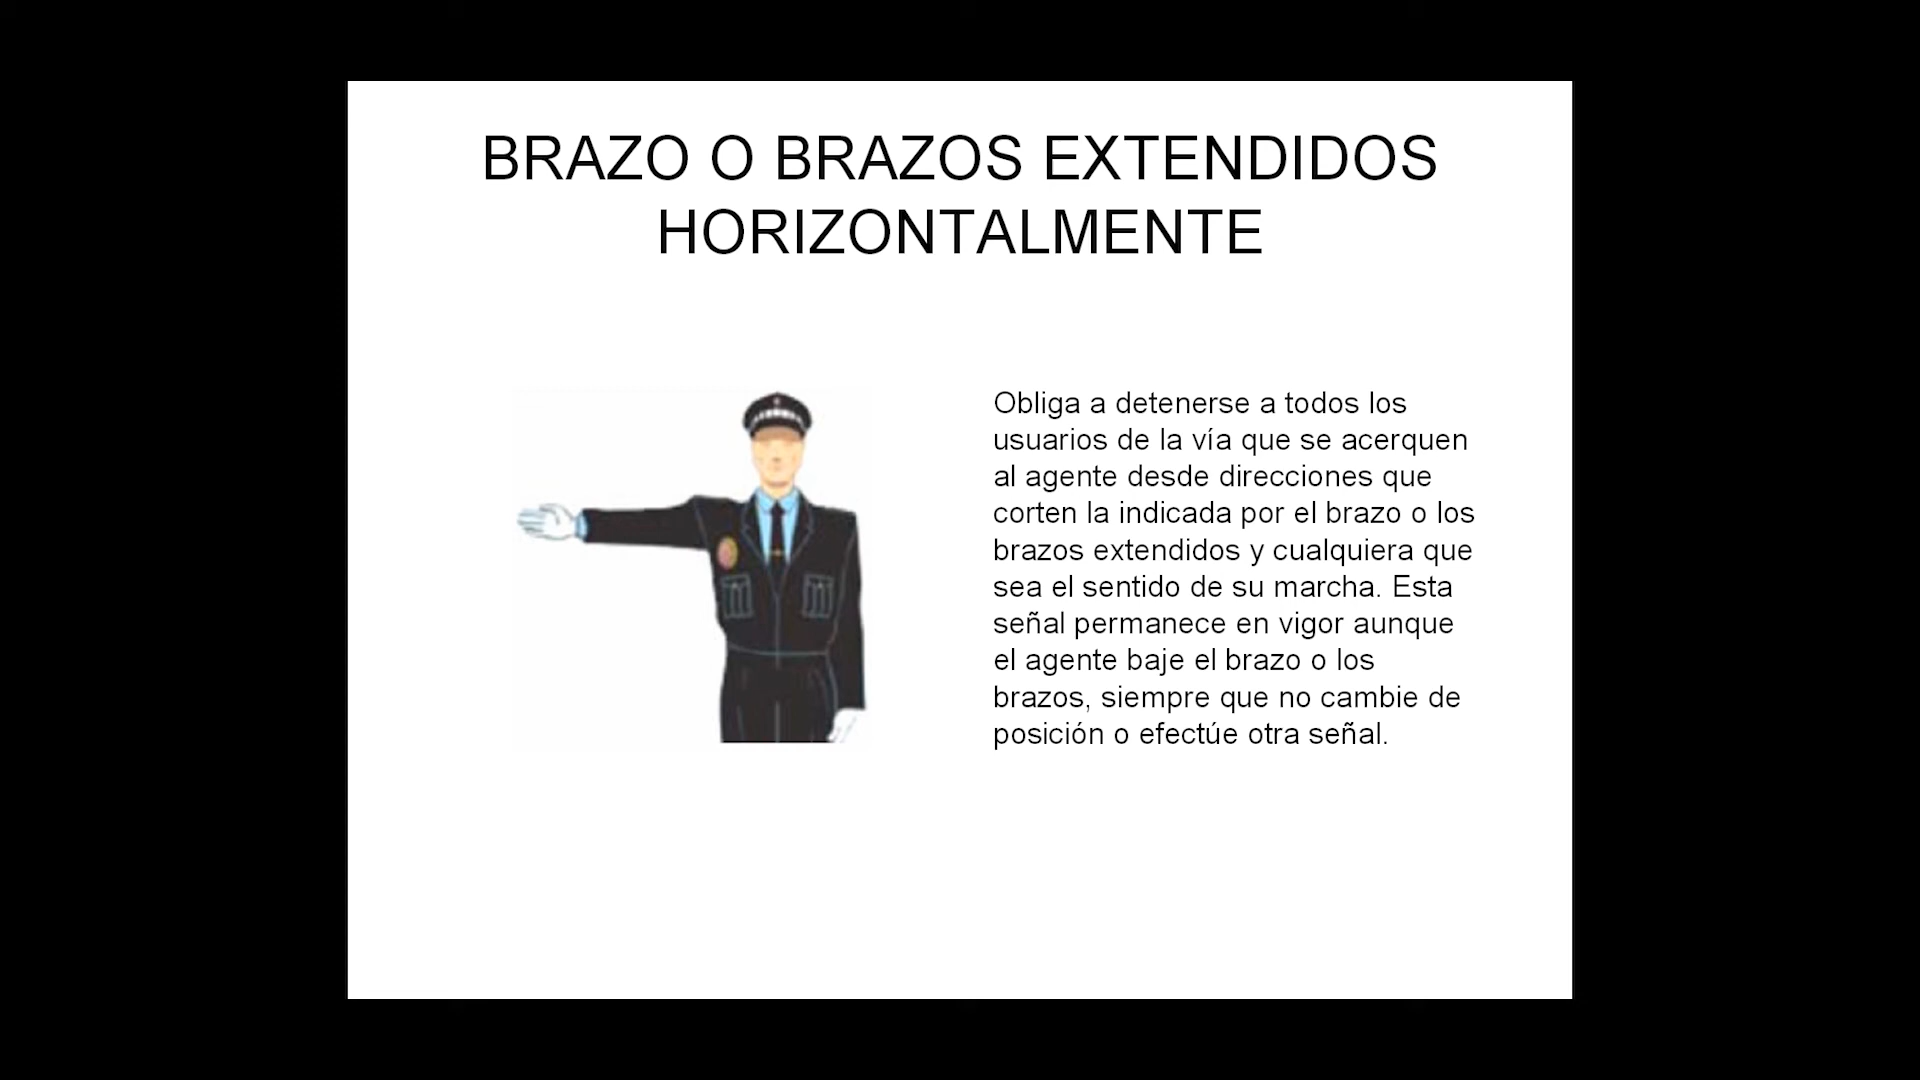 BRAZO O BRAZOS EXTENDIDOS
HORIZONTALMENTE
Obliga a detenerse a todos los
usuarios de la vía que se acerquen
al agente desde direcciones que
corten la indicada por el brazo o los
brazos extendidos y cualquiera que
sea el sentido de su marcha. Esta
señal permanece en vigor aunque
el agente baje el brazo o los
brazos, siempre que no cambie de
posición o efectúe otra señal.